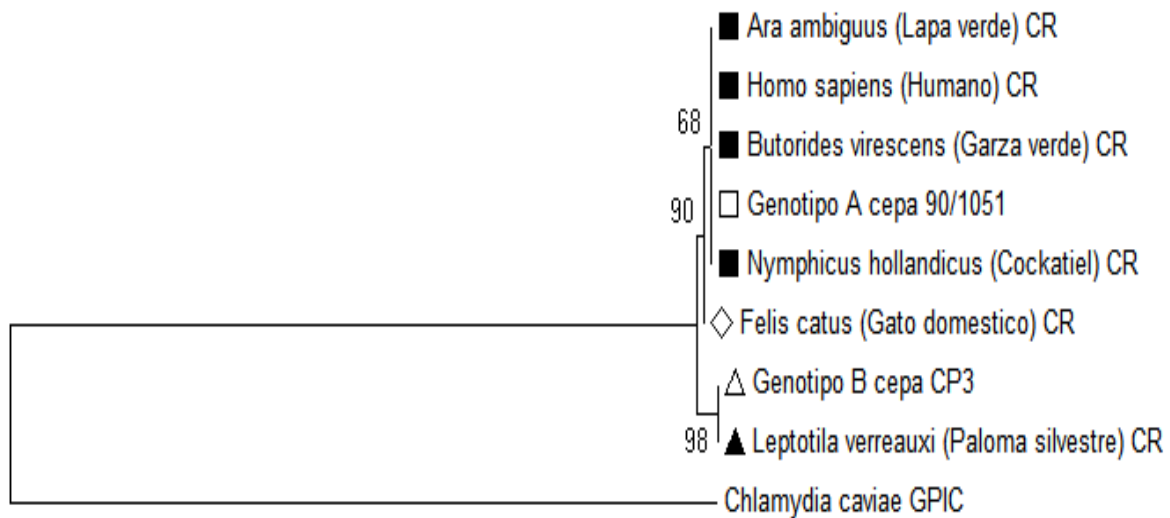 Ara ambiguus (Lapa verde) CR
Homo sapiens (Humano) CR
68
Butorides virescens (Garza verde) CR
90
Genotipo A cepa 90/1051
Nymphicus hollandicus (Cockatiel) CR
Felis catus (Gato domestico) CR
Genotipo B cepa CP3
98
Leptotila verreauxi (Paloma silvestre) CR
Chlamydia caviae GPIC